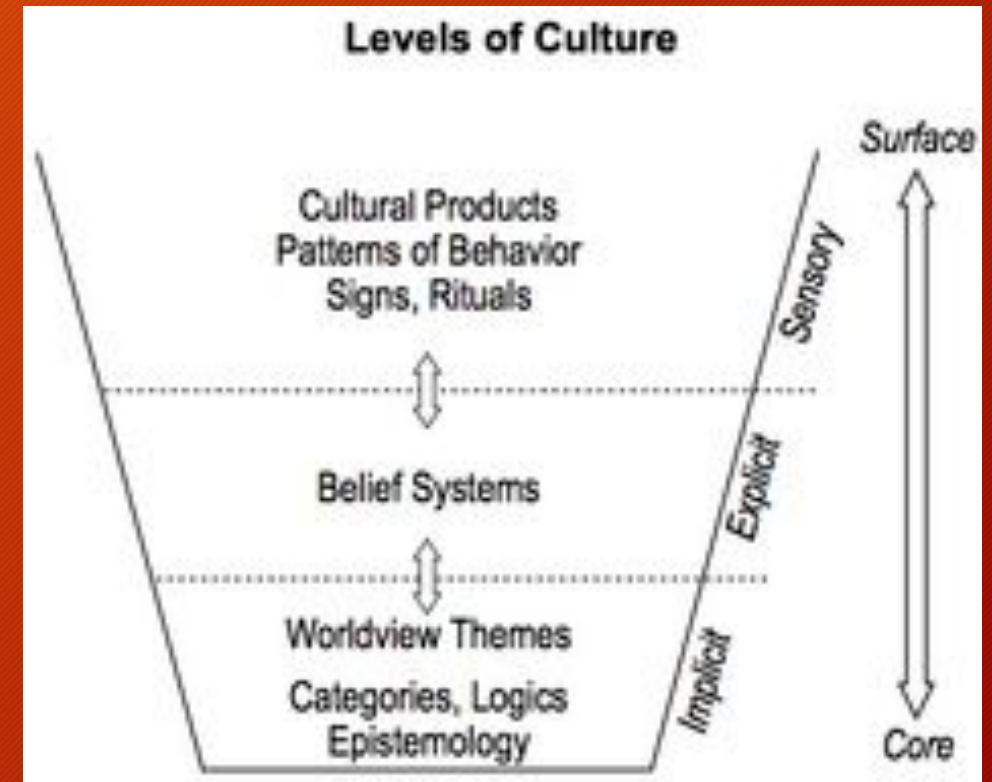 Levels of Culture
Surface
Cultural Products
Patterns of Behavior
Signs, Rituals
Sensory
Belief Systems
Explicit
Worldview Themes
Categories, Logics
Epistemology
Implicit
Core